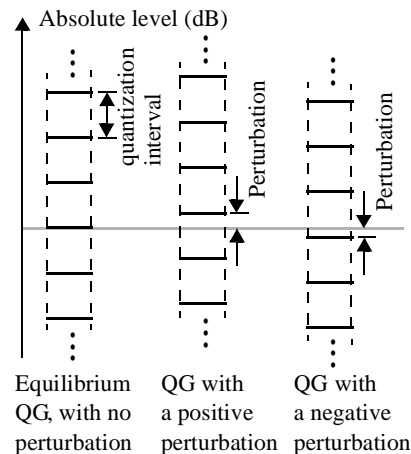 Absolute level (dB)
quantization
interval
Perturbation
Perturbation
Equilibrium
QG, with no
perturbation
QG with
a positive
perturbation
QG with
a negative
perturbation